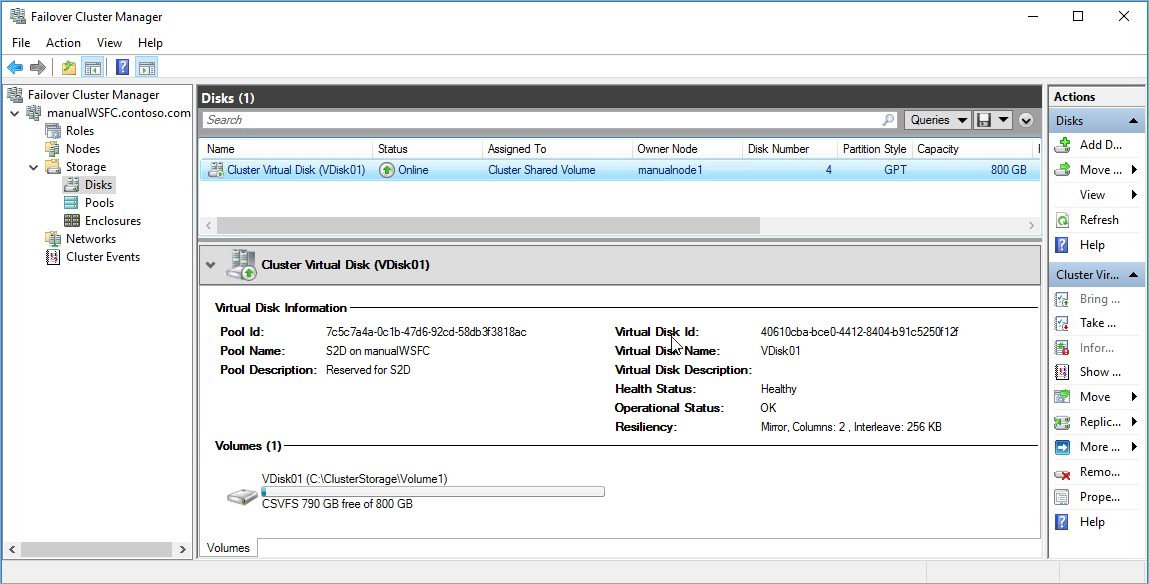 Failover Cluster Manager
File Action View Help
Failover Cluster Manager
manualWSFC.contoso.com
Roles
Nodes
Storage
Disks
Pools
Enclosures
Networks
Cluster Events
Disks (1)
Search
Queries
Name Status Assigned To Owner Node Disk Number Partition Style Capacity
Cluster Virtual Disk (VDisk01) Online Cluster Shared Volume manualnode1 4 GPT 800 GB
Cluster Virtual Disk (VDisk01)
Virtual Disk Information
Pool Id: 7c5c7a4a-0c1b-47d6-92cd-58db3f3818ac
Pool Name: S2D on manualWSFC
Pool Description: Reserved for S2D
Virtual Disk Id: 40610cba-bce0-4412-8404-b91c5250f12f
Virtual Disk Name: VDisk01
Virtual Disk Description:
Health Status: Healthy
Operational Status: OK
Resiliency: Mirror, Columns: 2 , Interleave: 256 KB
Volumes (1)
VDisk01 (C:\ClusterStorage\Volume1)
CSVFS 790 GB free of 800 GB
Volumes
Actions
Disks
Add D...
Move ...
View
Refresh
Help
Cluster Vir...
Bring ...
Take ...
Infor...
Show ...
Move
Replic...
More ...
Remo...
Prope...
Help